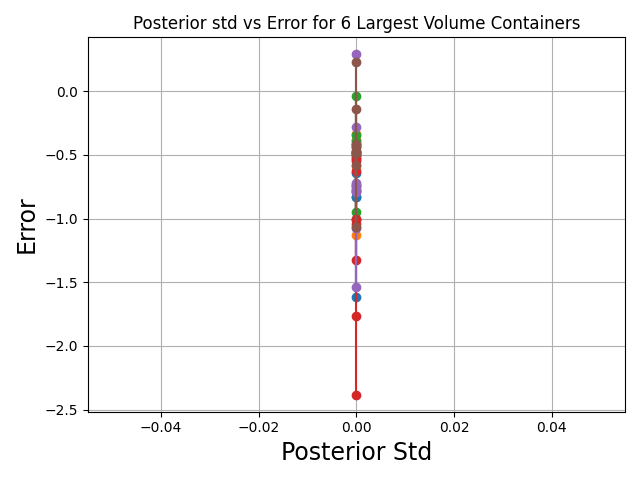 Posterior std vs Error for 6 Largest Volume Containers
Error
0.0
−0.5
−1.0
−1.5
−2.0
−2.5
−0.04 −0.02 0.00 0.02 0.04
Posterior Std